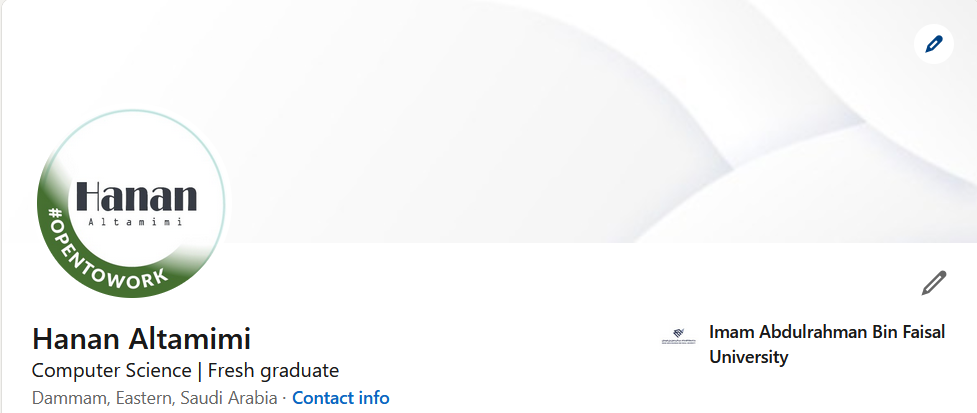 Hanan
Altamimi
#OPENTOWORK
Hanan Altamimi
Computer Science | Fresh graduate
Dammam, Eastern, Saudi Arabia · Contact info
Imam Abdulrahman Bin Faisal
University